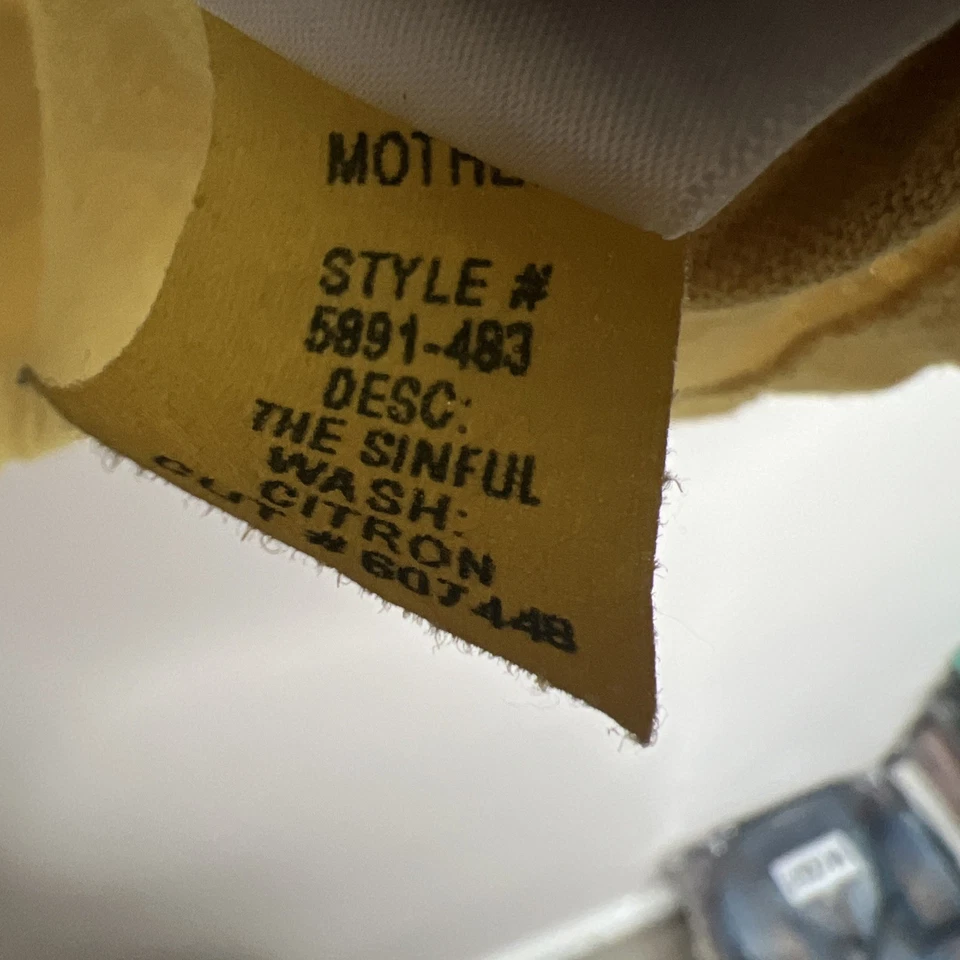 MOTHE
STYLE #
5891-483
DESC:
THE SINFUL
WASH:
CITRON
CUT # 607448